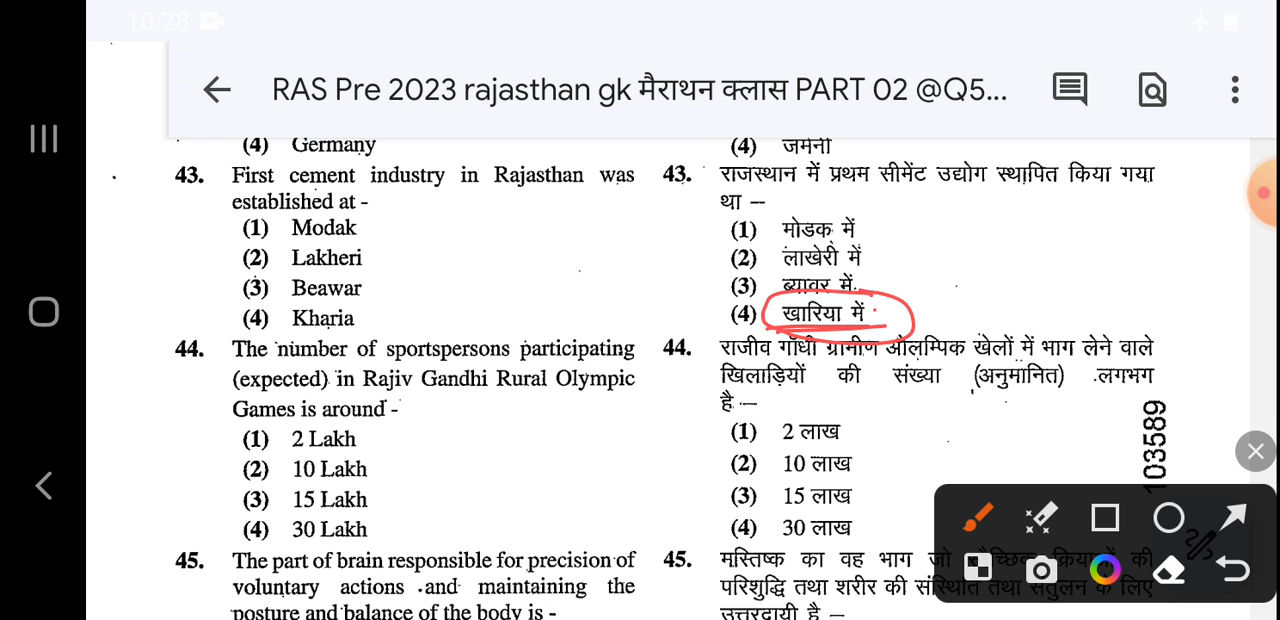 10:28
RAS Pre 2023 rajasthan gk मैराथन क्लास PART 02 @Q5...
(4) Germany
43. First cement industry in Rajasthan was
established at -
(1) Modak
(2) Lakheri
(3) Beawar
(4) Kharia
44. The number of sportspersons participating
(expected) in Rajiv Gandhi Rural Olympic
Games is around -
(1) 2 Lakh
(2) 10 Lakh
(3) 15 Lakh
(4) 30 Lakh
45. The part of brain responsible for precision of
voluntary actions and maintaining the
posture and balance of the body is -
(4) जर्मनी
43. राजस्थान में प्रथम सीमेंट उद्योग स्थापित किया गया
था –
(1) मोडक में
(2) लाखेरी में
(3) ब्यावर में
(4) खारिया में
44. राजीव गाँधी ग्रामीण ओलम्पिक खेलों में भाग लेने वाले
खिलाड़ियों की संख्या (अनुमानित) लगभग
है –
(1) 2 लाख
(2) 10 लाख
(3) 15 लाख
(4) 30 लाख
45. मस्तिष्क का वह भाग जो की
परिशुद्धि तथा शरीर की संस्थिति तथा संतुलन के लिए
उत्तरदायी है –
103589